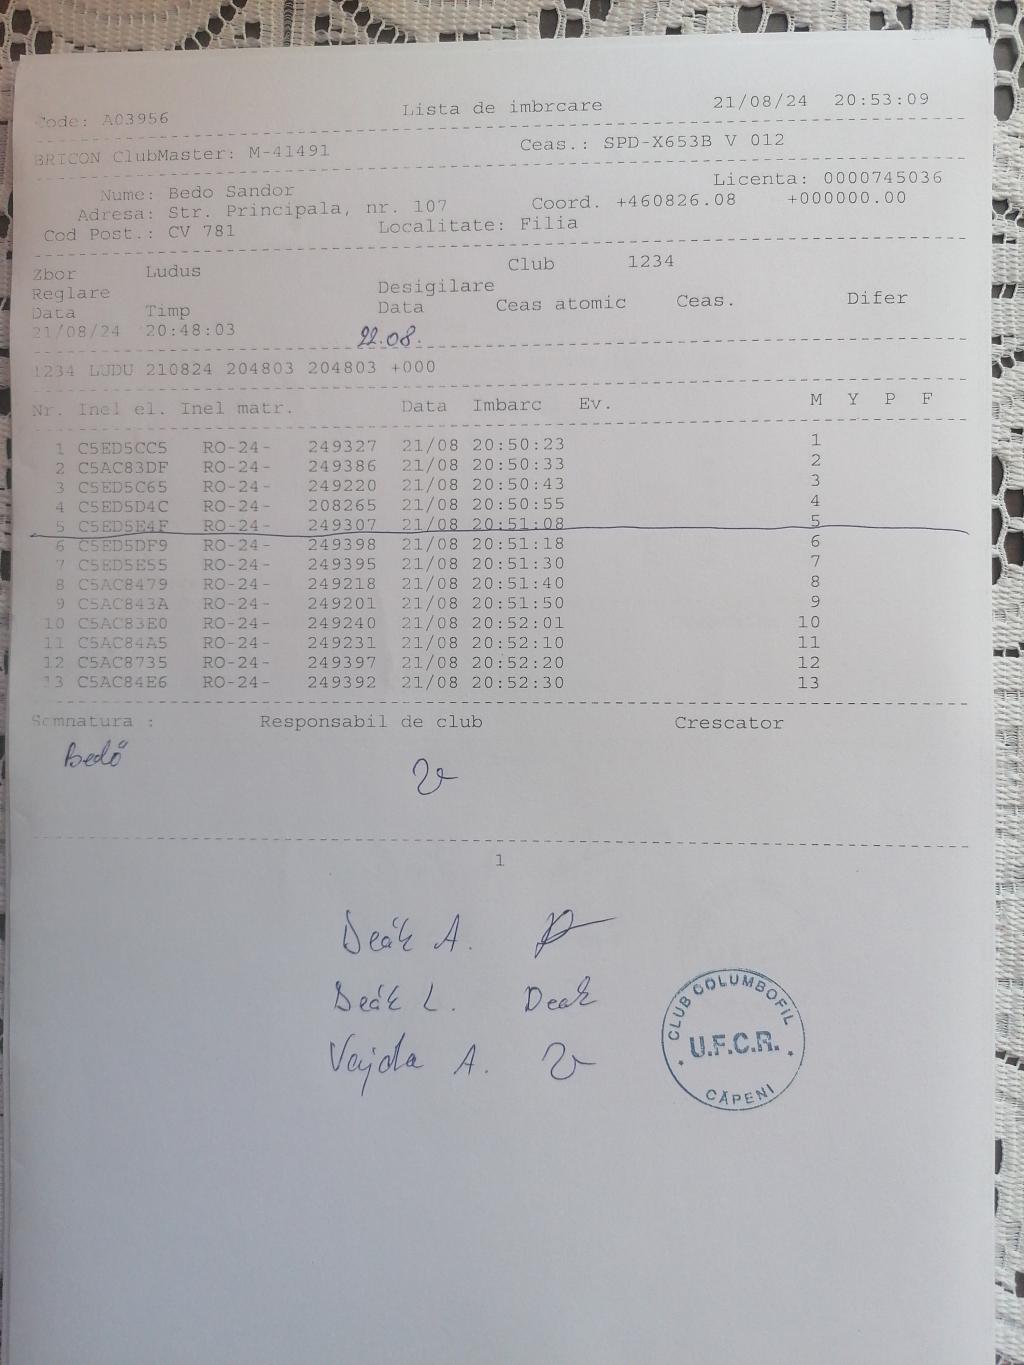 Code: A03956 Lista de imbrcare 21/08/24 20:53:09
BRICON ClubMaster: M-41491 Ceas.: SPD-X653B V 012
Licenta: 0000745036
Nume: Bedo Sandor
Adresa: Str. Principala, nr. 107 Coord. +460826.08 +000000.00
Cod Post.: CV 781 Localitate: Filia
Zbor Ludus Club 1234
Reglare Desigilare
Data Timp Data Ceas atomic Ceas. Difer
21/08/24 20:48:03 22.08.
1234 LUDU 210824 204803 204803 +000
Nr. Inel el. Inel matr. Data Imbarc Ev. M Y P F
1 C5ED5CC5 RO-24- 249327 21/08 20:50:23 1
2 C5AC83DF RO-24- 249386 21/08 20:50:33 2
3 C5ED5C65 RO-24- 249220 21/08 20:50:43 3
4 C5ED5D4C RO-24- 208265 21/08 20:50:55 4
5 C5ED5E4F RO-24- 249307 21/08 20:51:08 5
6 C5ED5DF9 RO-24- 249398 21/08 20:51:18 6
7 C5ED5E55 RO-24- 249395 21/08 20:51:30 7
8 C5AC8479 RO-24- 249218 21/08 20:51:40 8
9 C5AC843A RO-24- 249201 21/08 20:51:50 9
10 C5AC83E0 RO-24- 249240 21/08 20:52:01 10
11 C5AC84A5 RO-24- 249231 21/08 20:52:10 11
12 C5AC8735 RO-24- 249397 21/08 20:52:20 12
13 C5AC84E6 RO-24- 249392 21/08 20:52:30 13
Semnatura : Responsabil de club Crescator
Bedő
1
Deák A.
Deák L. Deak
Vajda A.
CLUB COLUMBOFIL
U.F.C.R.
CĂPENI